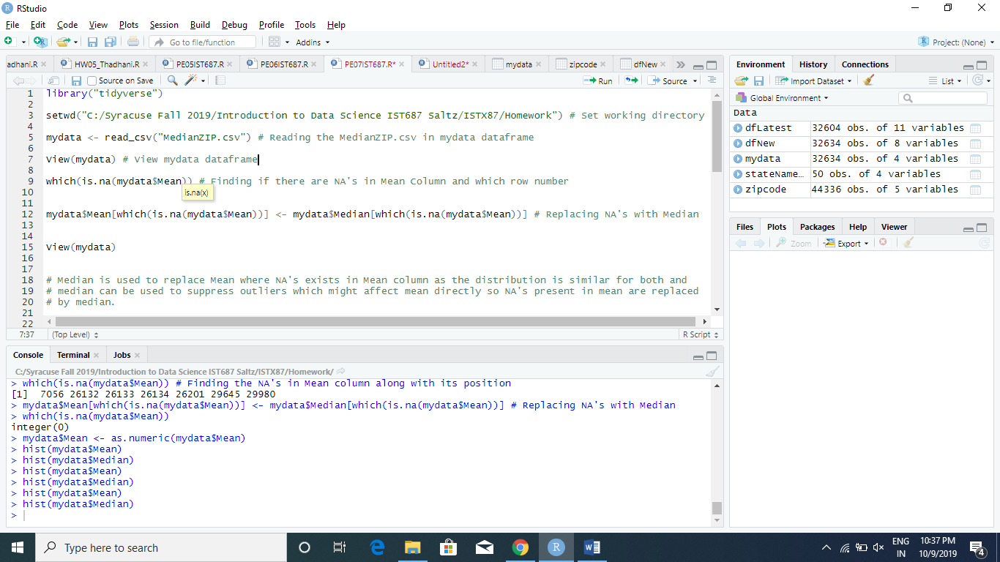 RStudio
File Edit Code View Plots Session Build Debug Profile Tools Help
Go to file/function Addins Project: (None)
adhani.R HW05_Thadhani.R PE05IST687.R PE06IST687.R PE07IST687.R* Untitled2* mydata zipcode dfNew
Source on Save Run Source
1 library("tidyverse")
2
3 setwd("C:/Syracuse Fall 2019/Introduction to Data Science IST687 Saltz/ISTX87/Homework") # Set working directory
4
5 mydata <- read_csv("MedianZIP.csv") # Reading the MedianZIP.csv in mydata dataframe
6
7 View(mydata) # View mydata dataframe
8
9 which(is.na(mydata$Mean)) # Finding if there are NA's in Mean Column and which row number
is.na(x)
10
11
12 mydata$Mean[which(is.na(mydata$Mean))] <- mydata$Median[which(is.na(mydata$Mean))] # Replacing NA's with Median
13
14
15 View(mydata)
16
17
18 # Median is used to replace Mean where NA's exists in Mean column as the distribution is similar for both and
19 # median can be used to suppress outliers which might affect mean directly so NA's present in mean are replaced
20 # by median.
21
22
7:37 (Top Level) R Script
Console Terminal Jobs
C:/Syracuse Fall 2019/Introduction to Data Science IST687 Saltz/ISTX87/Homework/
> which(is.na(mydata$Mean)) # Finding the NA's in Mean column along with its position
[1] 7056 26132 26133 26134 26201 29645 29980
> mydata$Mean[which(is.na(mydata$Mean))] <- mydata$Median[which(is.na(mydata$Mean))] # Replacing NA's with Median
> which(is.na(mydata$Mean))
integer(0)
> mydata$Mean <- as.numeric(mydata$Mean)
> hist(mydata$Mean)
> hist(mydata$Median)
> hist(mydata$Mean)
> hist(mydata$Median)
> hist(mydata$Mean)
> hist(mydata$Median)
>
Environment History Connections
Import Dataset List
Global Environment
Data
dfLatest 32604 obs. of 11 variables
dfNew 32634 obs. of 8 variables
mydata 32634 obs. of 4 variables
stateName... 50 obs. of 4 variables
zipcode 44336 obs. of 5 variables
Files Plots Packages Help Viewer
Zoom Export
Type here to search
ENG
IN
10:37 PM
10/9/2019
4